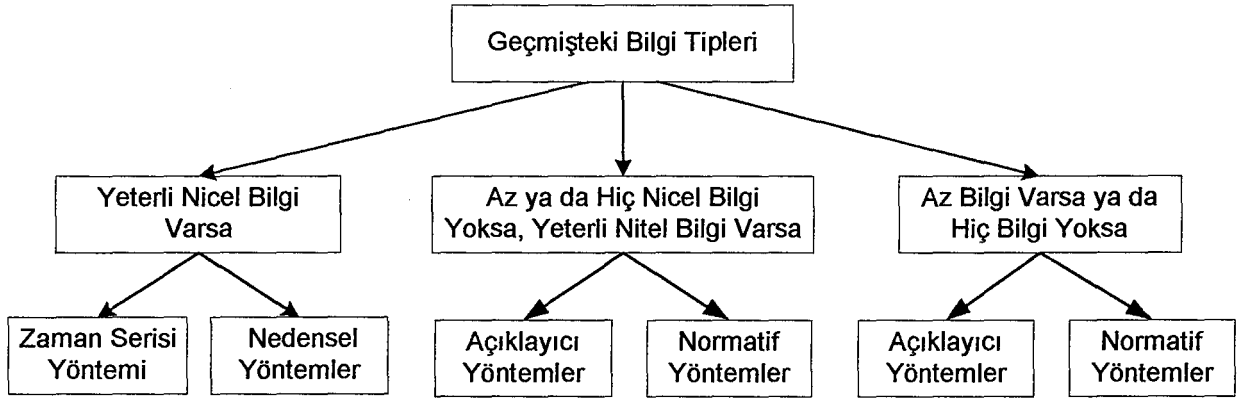 Geçmişteki Bilgi Tipleri
Yeterli Nicel Bilgi
Varsa
Az ya da Hiç Nicel Bilgi
Yoksa, Yeterli Nitel Bilgi Varsa
Az Bilgi Varsa ya da
Hiç Bilgi Yoksa
Zaman Serisi
Yöntemi
Nedensel
Yöntemler
Açıklayıcı
Yöntemler
Normatif
Yöntemler
Açıklayıcı
Yöntemler
Normatif
Yöntemler